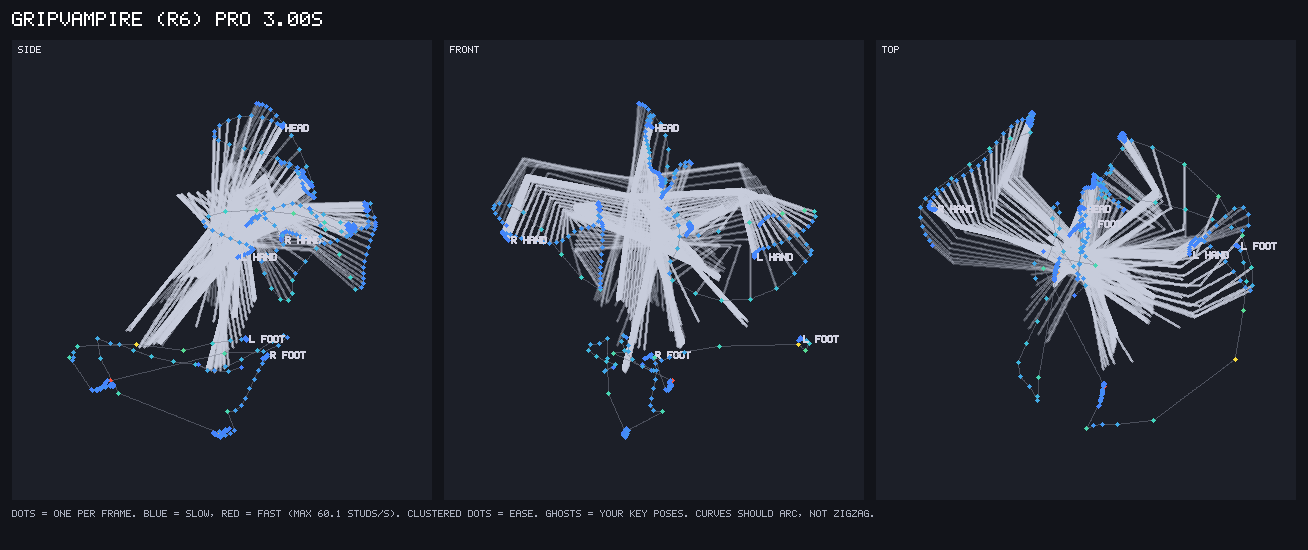 GRIPVAMPIRE (R6) PRO 3.00S
SIDE
FRONT
TOP
HEAD
R HAND
L HAND
L FOOT
R FOOT
HEAD
R HAND
L HAND
L FOOT
R FOOT
HAND
EAD
FOO
L HAND
L FOOT
DOTS = ONE PER FRAME. BLUE = SLOW, RED = FAST (MAX 60.1 STUDS/S). CLUSTERED DOTS = EASE. GHOSTS = YOUR KEY POSES. CURVES SHOULD ARC, NOT ZIGZAG.